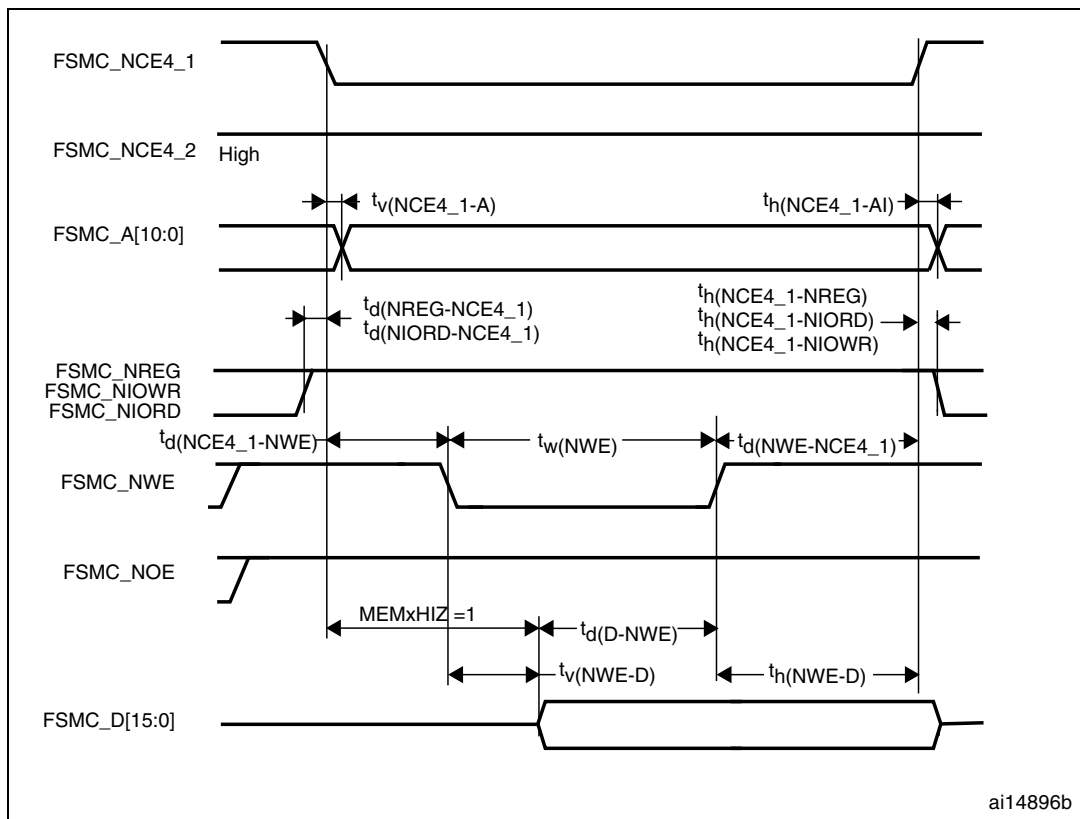 FSMC_NCE4_1
FSMC_NCE4_2 High
tv(NCE4_1-A) th(NCE4_1-AI)
FSMC_A[10:0]
td(NREG-NCE4_1)
td(NIORD-NCE4_1)
th(NCE4_1-NREG)
th(NCE4_1-NIORD)
th(NCE4_1-NIOWR)
FSMC_NREG
FSMC_NIOWR
FSMC_NIORD
td(NCE4_1-NWE) tw(NWE) td(NWE-NCE4_1)
FSMC_NWE
FSMC_NOE
MEMxHIZ =1 td(D-NWE)
tv(NWE-D) th(NWE-D)
FSMC_D[15:0]
ai14896b